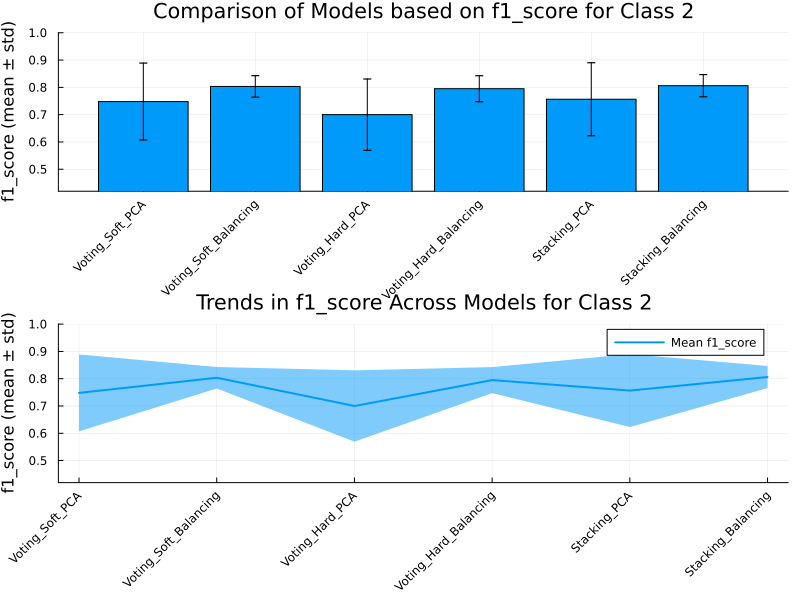 Comparison of Models based on f1_score for Class 2
f1_score (mean ± std)
1.0
0.9
0.8
0.7
0.6
0.5
Voting_Soft_PCA
Voting_Soft_Balancing
Voting_Hard_PCA
Voting_Hard_Balancing
Stacking_PCA
Stacking_Balancing
Trends in f1_score Across Models for Class 2
f1_score (mean ± std)
1.0
0.9
0.8
0.7
0.6
0.5
Mean f1_score
Voting_Soft_PCA
Voting_Soft_Balancing
Voting_Hard_PCA
Voting_Hard_Balancing
Stacking_PCA
Stacking_Balancing